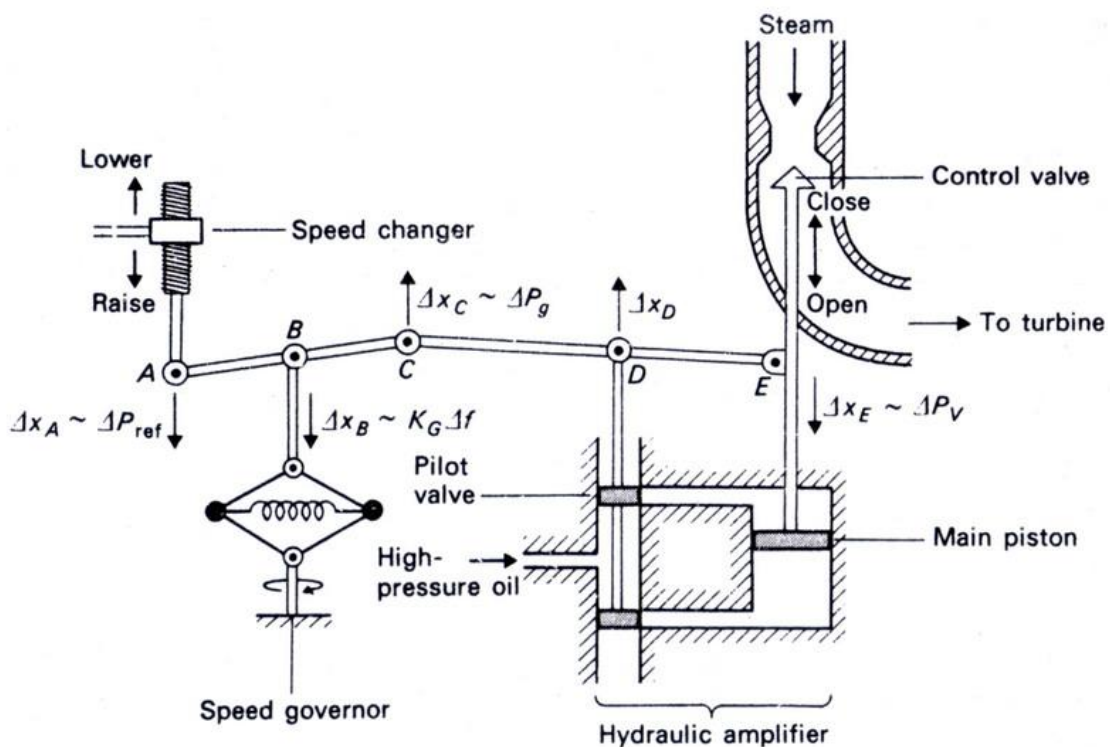 Steam
Lower
Control valve
Close
Speed changer
Raise
Δx_C ~ ΔP_g
Δx_D
Open
To turbine
B
A
C
D
E
Δx_A ~ ΔP_ref
Δx_B ~ K_G Δf
Δx_E ~ ΔP_V
Pilot
valve
Main piston
High-
pressure oil
Speed governor
Hydraulic amplifier